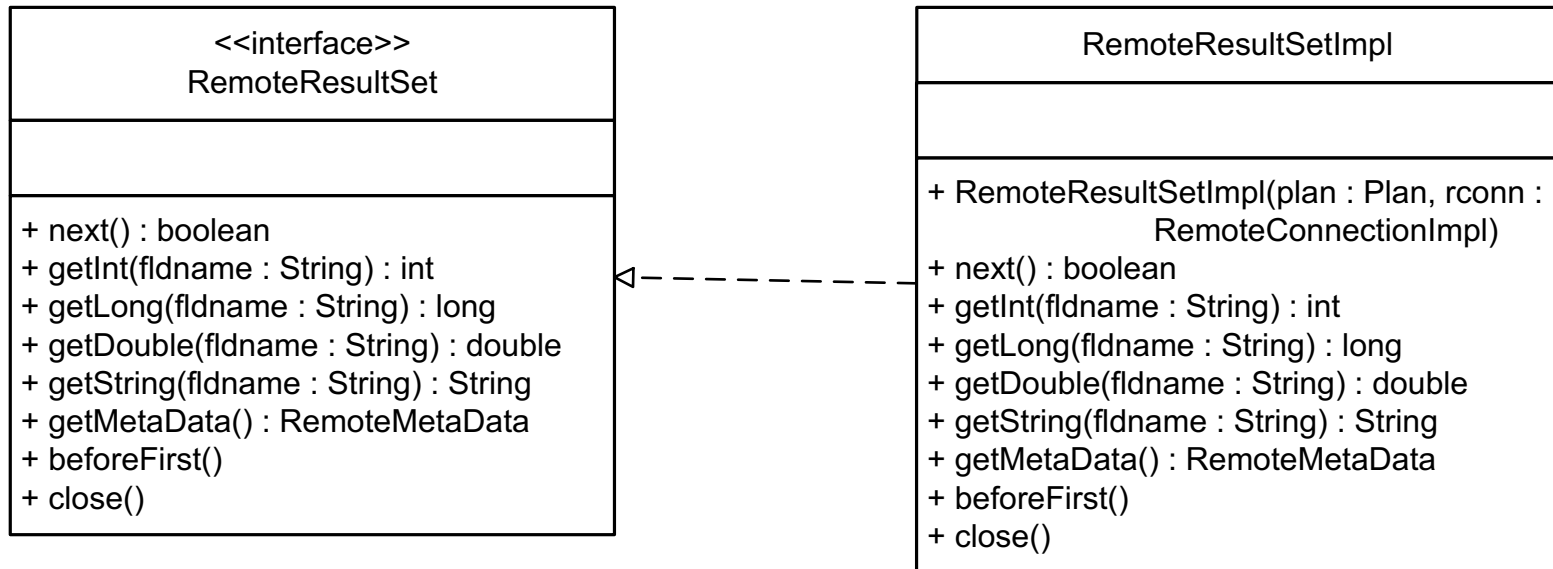 <<interface>>
RemoteResultSet
+ next() : boolean
+ getInt(fldname : String) : int
+ getLong(fldname : String) : long
+ getDouble(fldname : String) : double
+ getString(fldname : String) : String
+ getMetaData() : RemoteMetaData
+ beforeFirst()
+ close()
RemoteResultSetImpl
+ RemoteResultSetImpl(plan : Plan, rconn :
RemoteConnectionImpl)
+ next() : boolean
+ getInt(fldname : String) : int
+ getLong(fldname : String) : long
+ getDouble(fldname : String) : double
+ getString(fldname : String) : String
+ getMetaData() : RemoteMetaData
+ beforeFirst()
+ close()